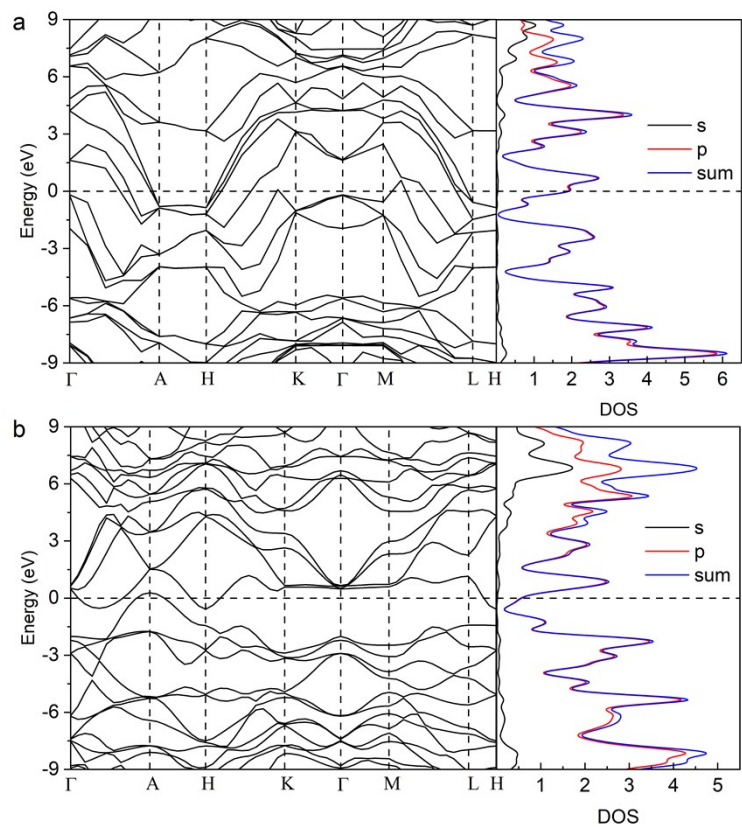 a
9
6
3
0
-3
-6
-9
Energy (eV)
Γ A H K Γ M L H
s
p
sum
1 2 3 4 5 6
DOS
b
9
6
3
0
-3
-6
-9
Energy (eV)
Γ A H K Γ M L H
s
p
sum
1 2 3 4 5
DOS